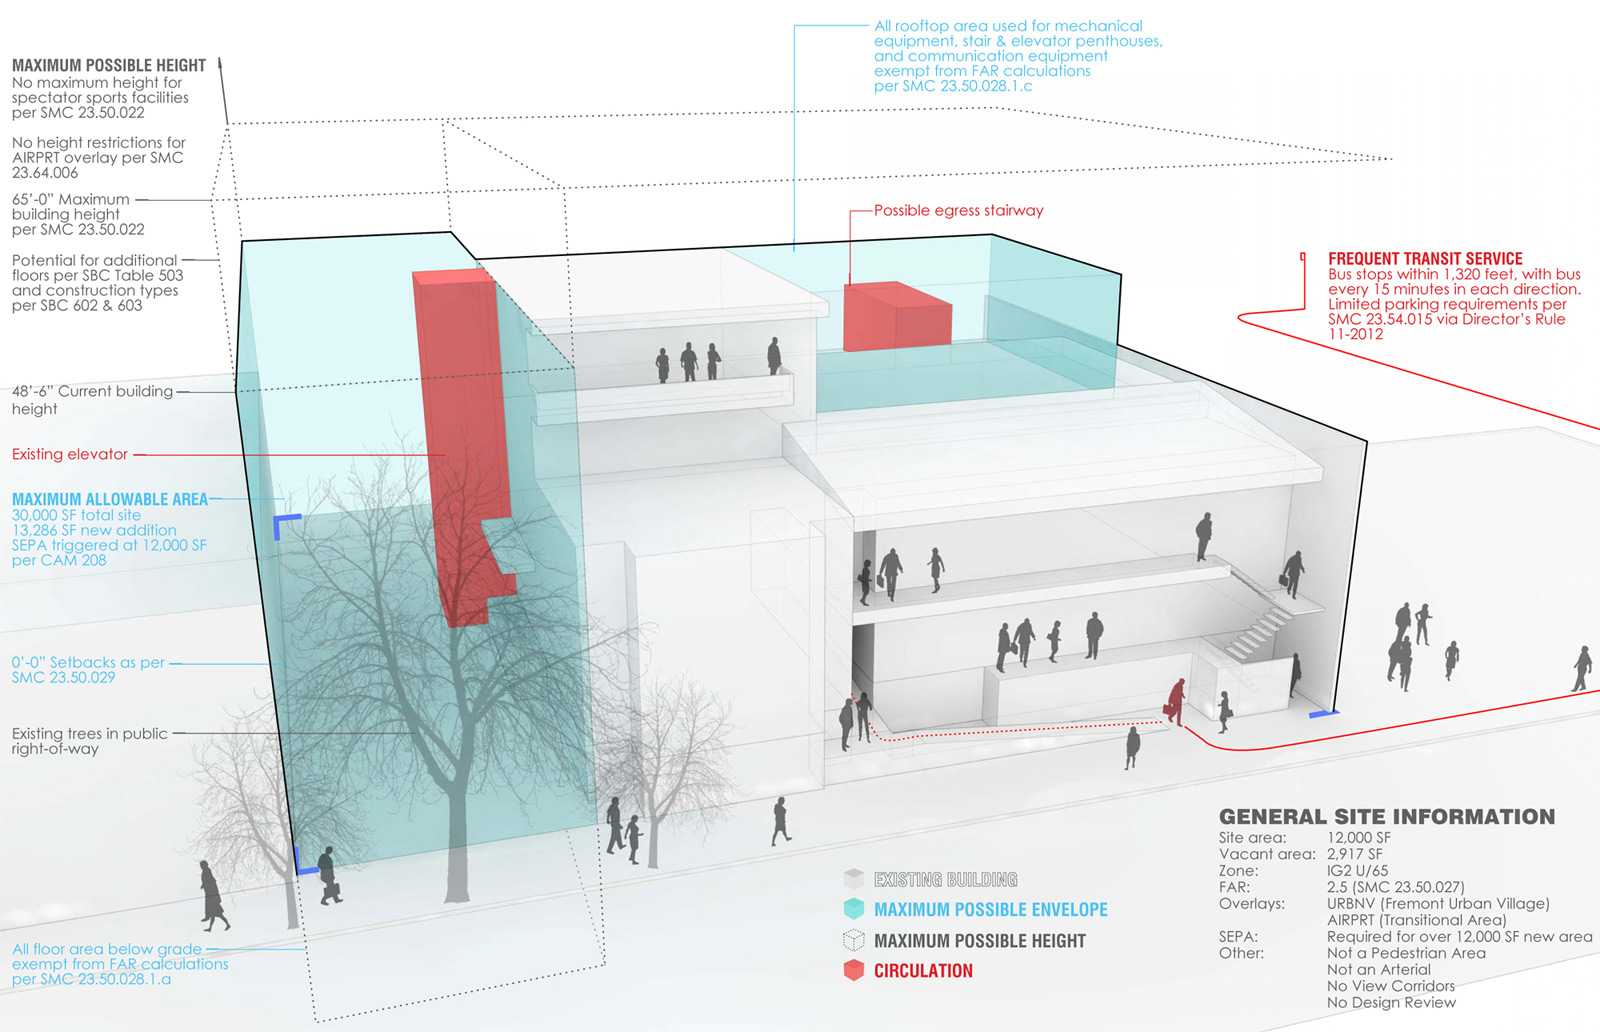 All rooftop area used for mechanical
equipment, stair & elevator penthouses,
and communication equipment
exempt from FAR calculations
per SMC 23.50.028.1.c
MAXIMUM POSSIBLE HEIGHT
No maximum height for
spectator sports facilities
per SMC 23.50.022
No height restrictions for
AIRPRT overlay per SMC
23.64.006
65'-0" Maximum
building height
per SMC 23.50.022
Potential for additional
floors per SBC Table 503
and construction types
per SBC 602 & 603
48'-6" Current building
height
Existing elevator
MAXIMUM ALLOWABLE AREA
30,000 SF total site
13,286 SF new addition
SEPA triggered at 12,000 SF
per CAM 208
0'-0" Setbacks as per
SMC 23.50.029
Existing trees in public
right-of-way
All floor area below grade
exempt from FAR calculations
per SMC 23.50.028.1.a
Possible egress stairway
FREQUENT TRANSIT SERVICE
Bus stops within 1,320 feet, with bus
every 15 minutes in each direction.
Limited parking requirements per
SMC 23.54.015 via Director's Rule
11-2012
EXISTING BUILDING
MAXIMUM POSSIBLE ENVELOPE
MAXIMUM POSSIBLE HEIGHT
CIRCULATION
GENERAL SITE INFORMATION
Site area: 12,000 SF
Vacant area: 2,917 SF
Zone: IG2 U/65
FAR: 2.5 (SMC 23.50.027)
Overlays: URBNV (Fremont Urban Village)
AIRPRT (Transitional Area)
SEPA: Required for over 12,000 SF new area
Other: Not a Pedestrian Area
Not an Arterial
No View Corridors
No Design Review